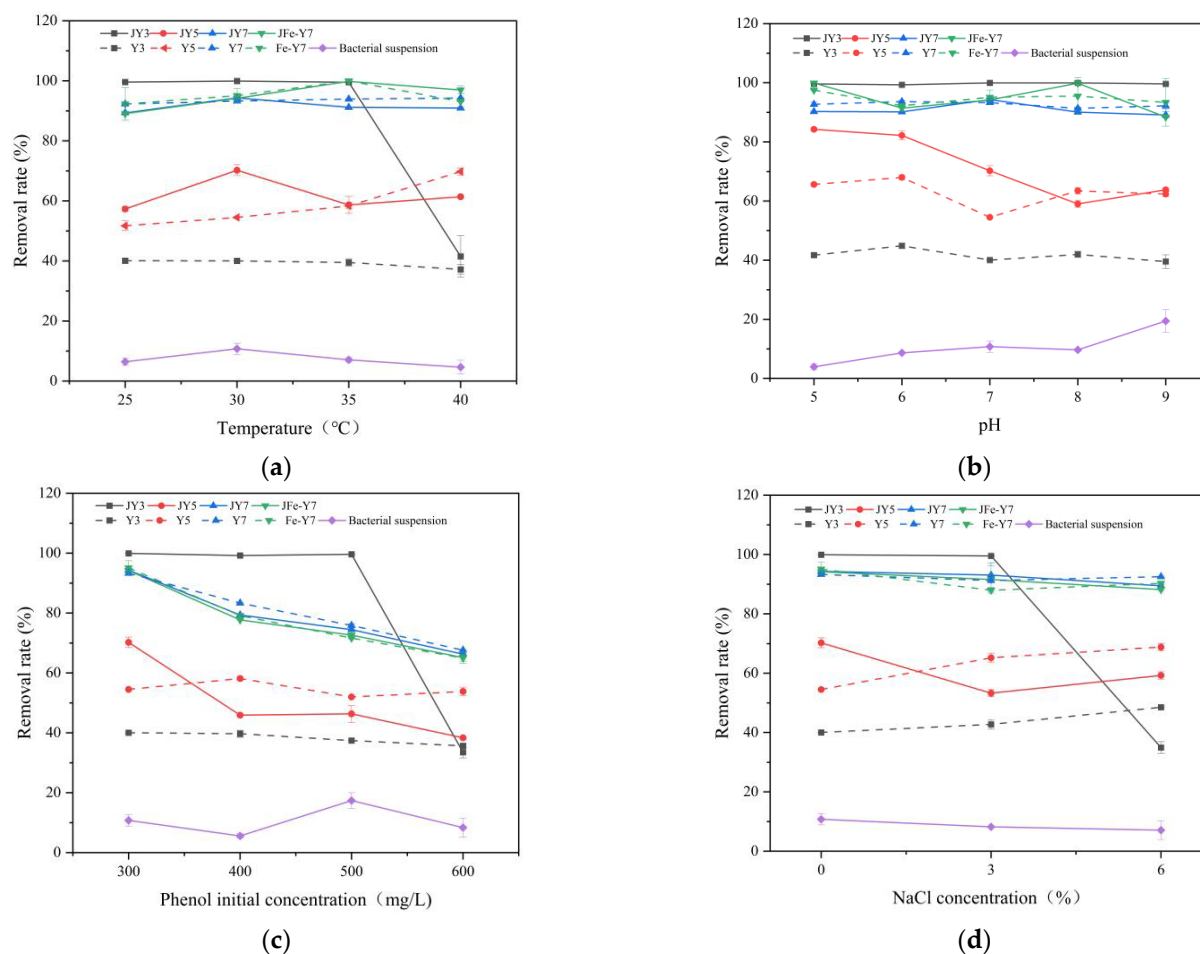 120
JY3 JY5 JY7 JFe-Y7
Y3 Y5 Y7 Fe-Y7 Bacterial suspension
100
80
60
40
20
0
Removal rate (%)
25 30 35 40
Temperature（℃）
(a)
120
JY3 JY5 JY7 JFe-Y7
Y3 Y5 Y7 Fe-Y7 Bacterial suspension
100
80
60
40
20
0
Removal rate (%)
5 6 7 8 9
pH
(b)
120
JY3 JY5 JY7 JFe-Y7
Y3 Y5 Y7 Fe-Y7 Bacterial suspension
100
80
60
40
20
0
Removal rate (%)
300 400 500 600
Phenol initial concentration（mg/L）
(c)
120
JY3 JY5 JY7 JFe-Y7
Y3 Y5 Y7 Fe-Y7 Bacterial suspension
100
80
60
40
20
0
Removal rate (%)
0 3 6
NaCl concentration（%）
(d)